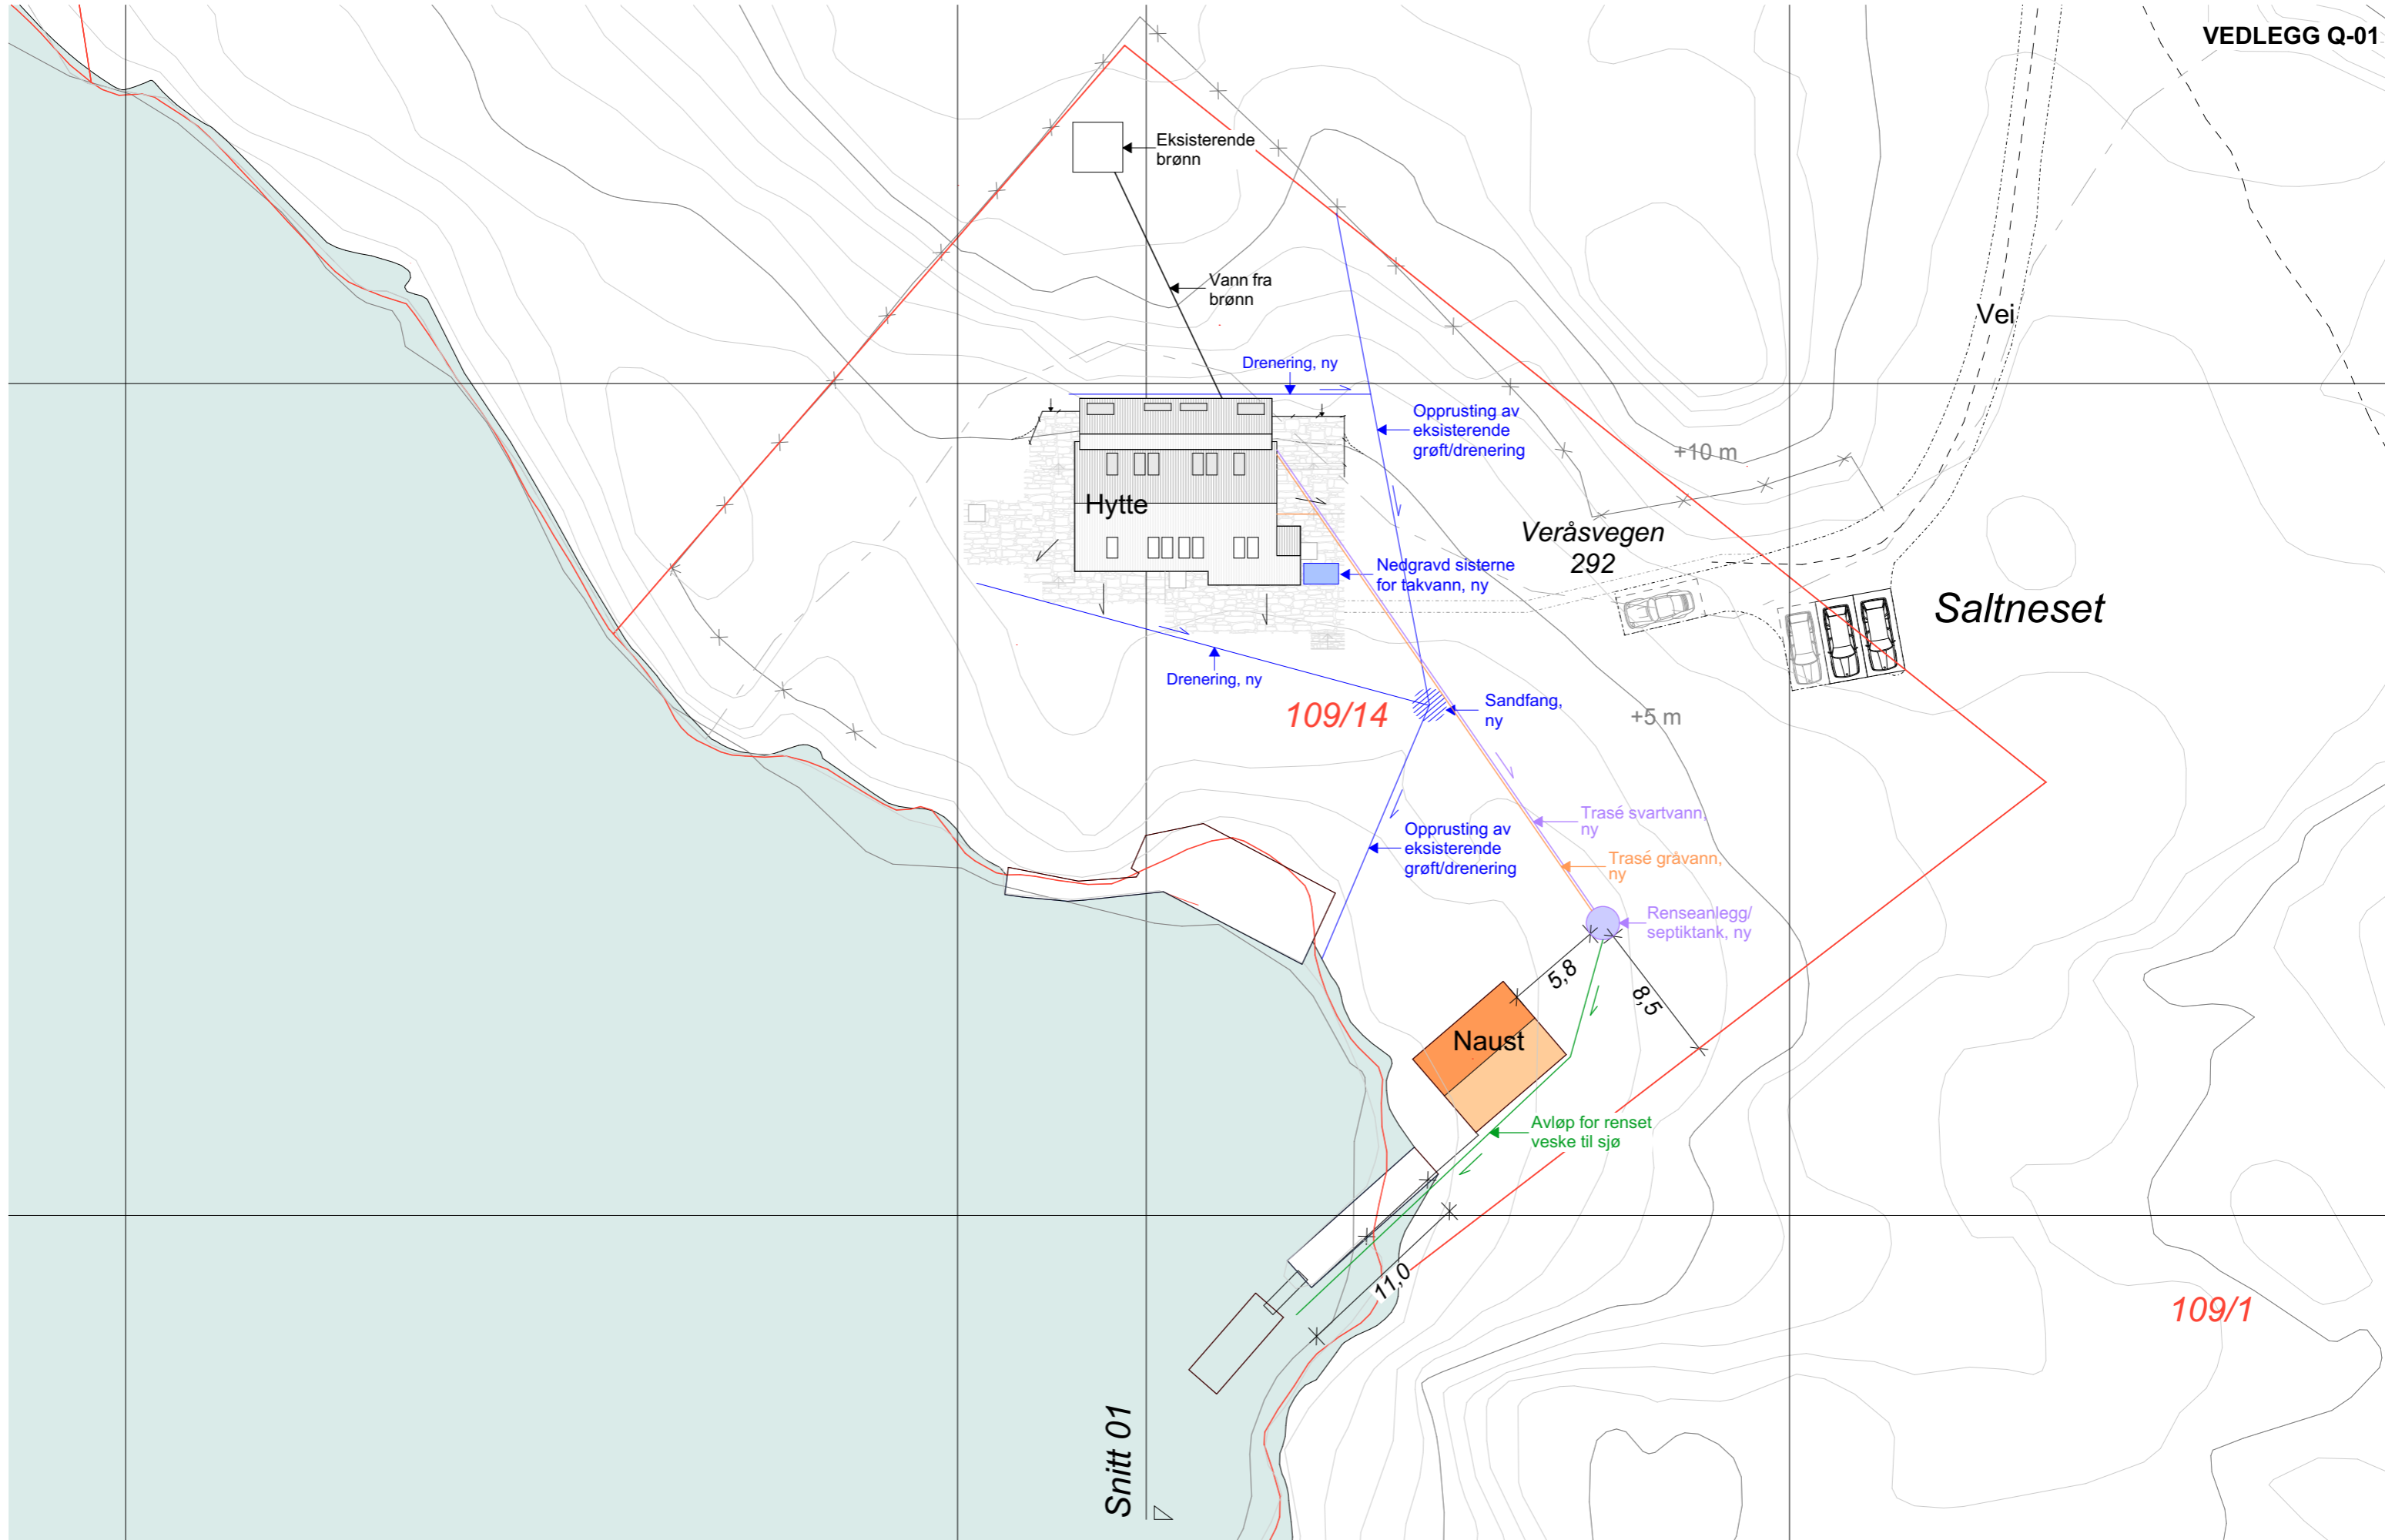 VEDLEGG Q-01
Eksisterende
brønn
Vann fra
brønn
Vei
Drenering, ny
Opprusting av
eksisterende
grøft/drenering
+10 m
Hytte
Veråsvegen
292
Nedgravd sisterne
for takvann, ny
Saltneset
Drenering, ny
109/14
Sandfang,
ny
+5 m
Trasé svartvann,
ny
Opprusting av
eksisterende
grøft/drenering
Trasé gråvann,
ny
Renseanlegg/
septiktank, ny
5,8
8,5
Naust
Avløp for renset
veske til sjø
11,0
109/1
Snitt 01